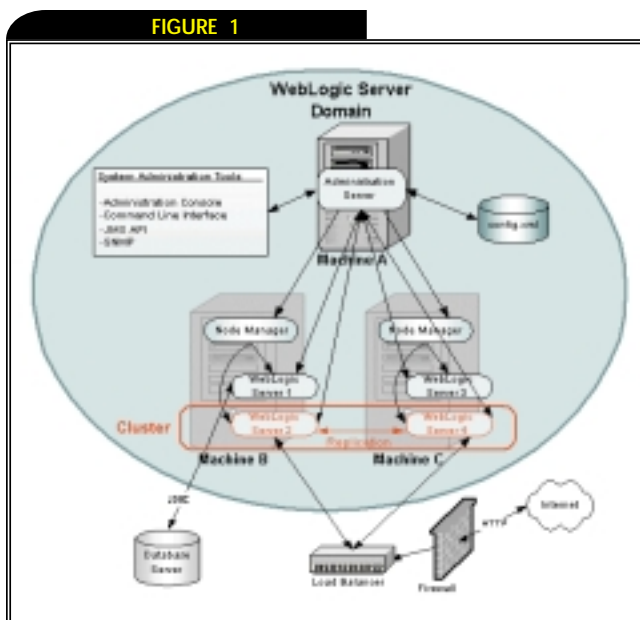 FIGURE 1
WebLogic Server
Domain
System Administration Tools
-Administration Console
-Command Line Interface
-JMX API
-SNMP
Administration
Server
config.xml
Machine A
Node Manager
Node Manager
WebLogic
Server 1
WebLogic
Server
Cluster
WebLogic
Server 2
Replication
WebLogic
Server
Machine B
Machine C
JDBC
Database
Server
Load Balancer
Firewall
HTTP
Internet